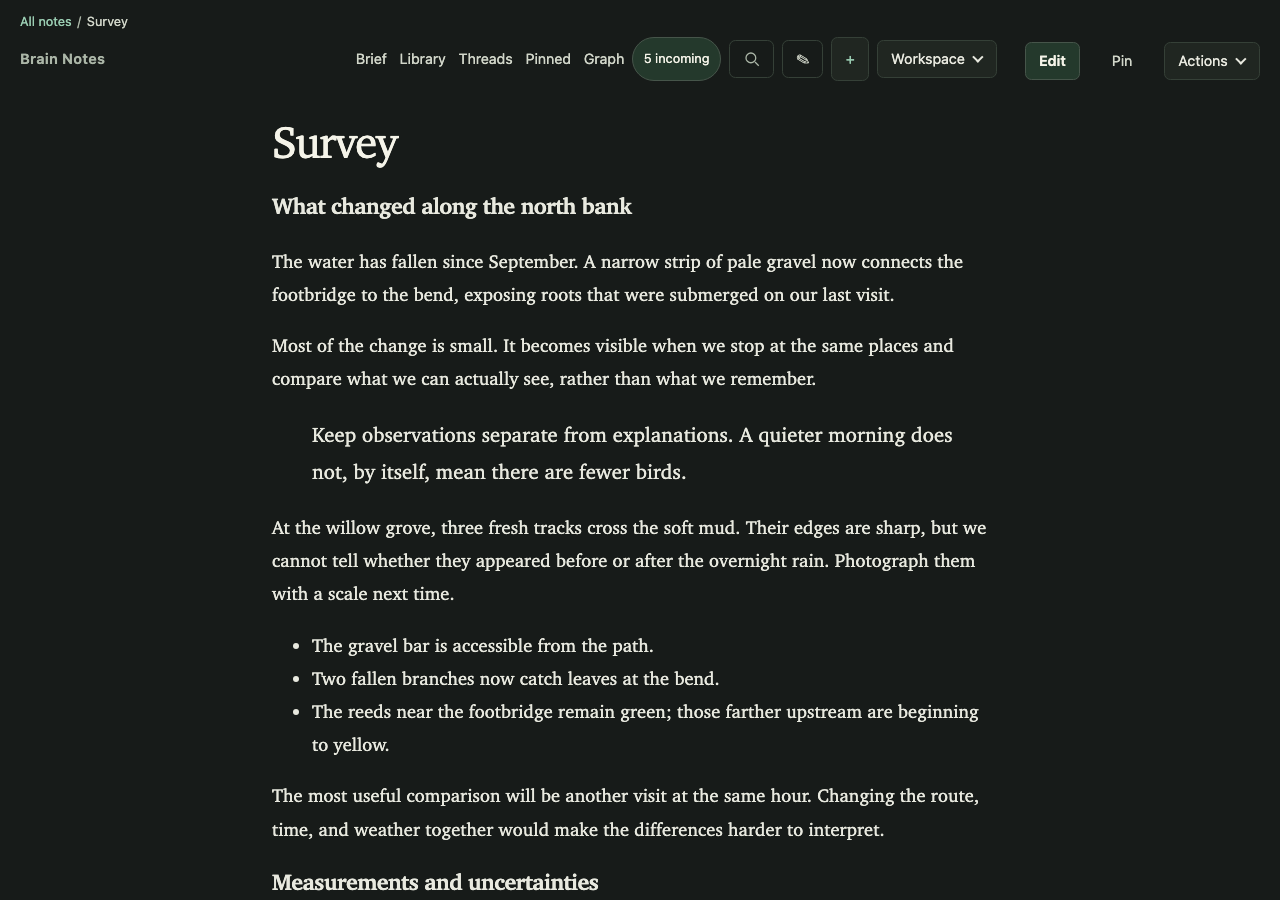 All notes / Survey
Brain Notes
Brief Library Threads Pinned Graph 5 incoming + Workspace Edit Pin Actions
Survey
What changed along the north bank
The water has fallen since September. A narrow strip of pale gravel now connects the
footbridge to the bend, exposing roots that were submerged on our last visit.
Most of the change is small. It becomes visible when we stop at the same places and
compare what we can actually see, rather than what we remember.
Keep observations separate from explanations. A quieter morning does
not, by itself, mean there are fewer birds.
At the willow grove, three fresh tracks cross the soft mud. Their edges are sharp, but we
cannot tell whether they appeared before or after the overnight rain. Photograph them
with a scale next time.
• The gravel bar is accessible from the path.
• Two fallen branches now catch leaves at the bend.
• The reeds near the footbridge remain green; those farther upstream are beginning
to yellow.
The most useful comparison will be another visit at the same hour. Changing the route,
time, and weather together would make the differences harder to interpret.
Measurements and uncertainties